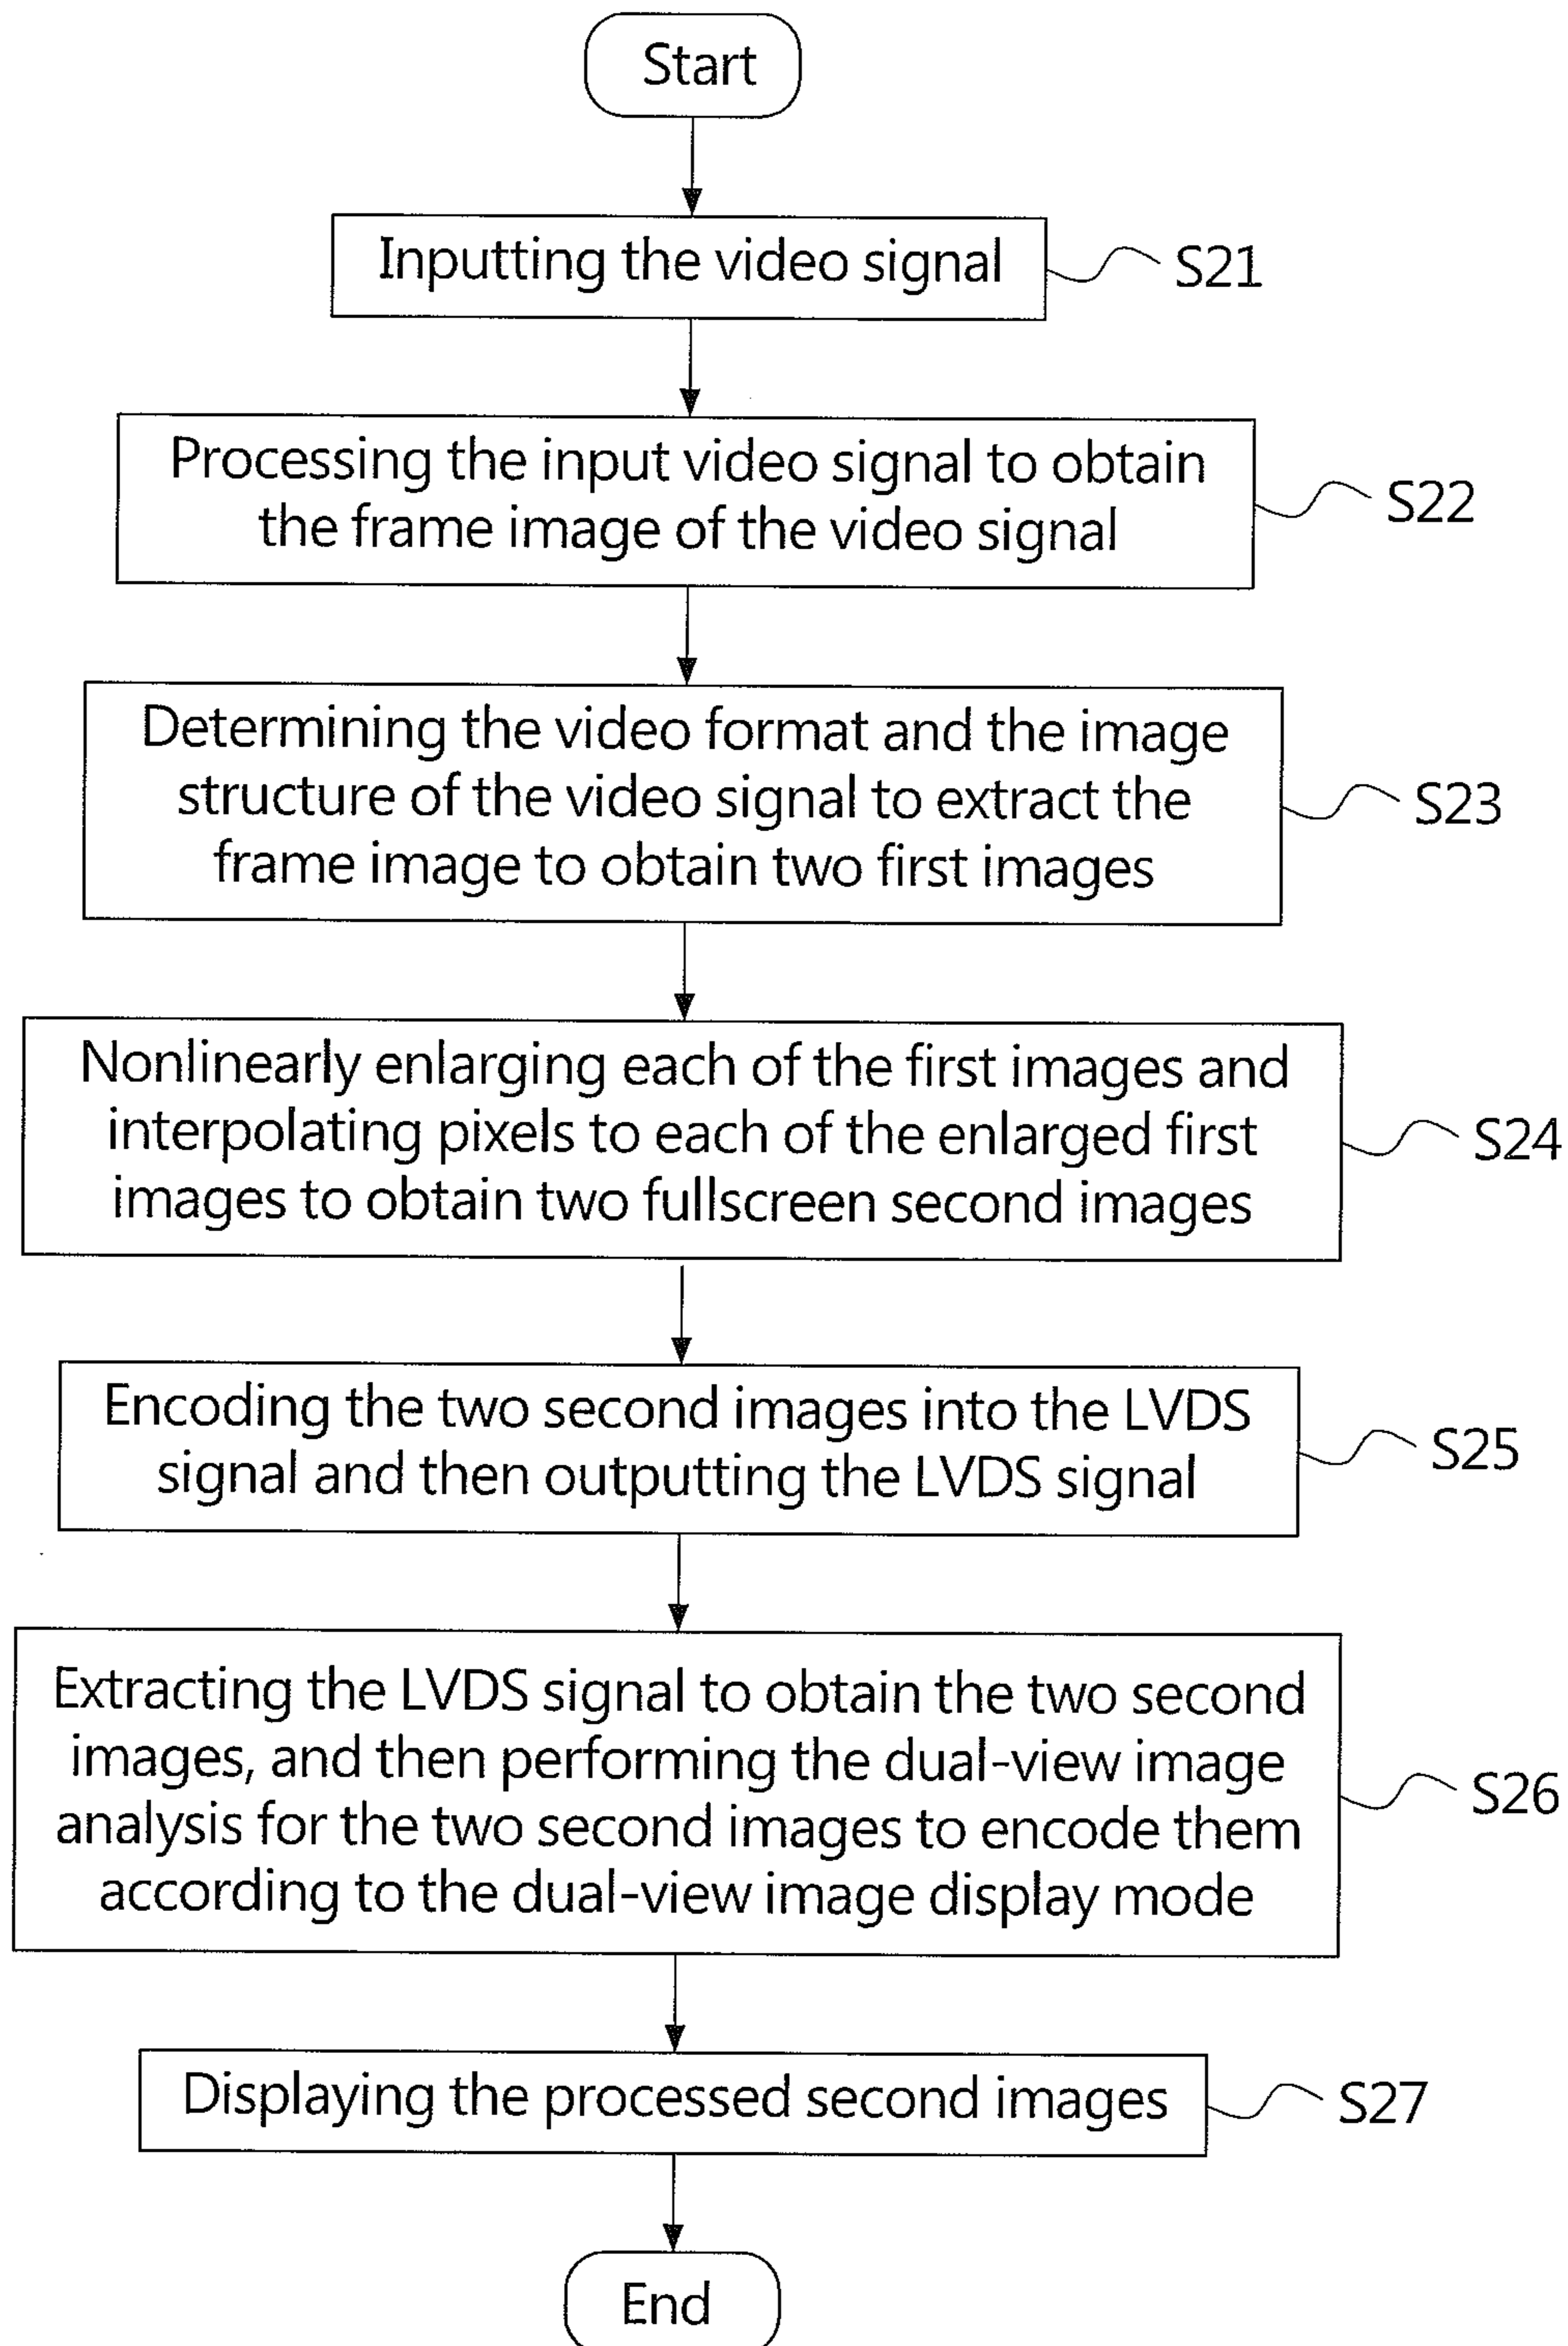 Start
Inputting the video signal
S21
Processing the input video signal to obtain
the frame image of the video signal
S22
Determining the video format and the image
structure of the video signal to extract the
frame image to obtain two first images
S23
Nonlinearly enlarging each of the first images and
interpolating pixels to each of the enlarged first
images to obtain two fullscreen second images
S24
Encoding the two second images into the LVDS
signal and then outputting the LVDS signal
S25
Extracting the LVDS signal to obtain the two second
images, and then performing the dual-view image
analysis for the two second images to encode them
according to the dual-view image display mode
S26
Displaying the processed second images
S27
End